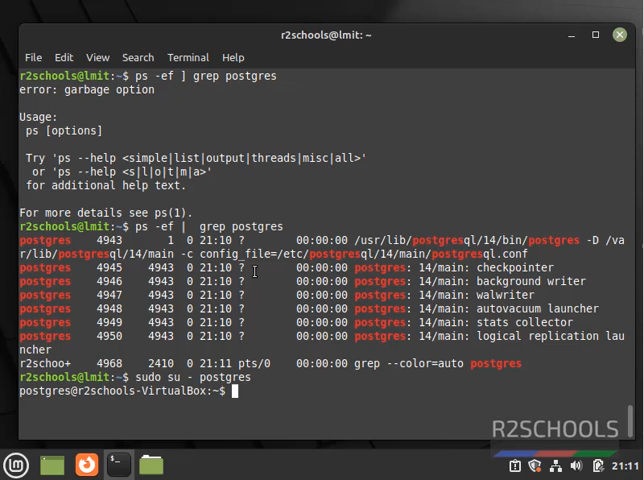 r2schools@lmit: ~
File Edit View Search Terminal Help
r2schools@lmit:~$ ps -ef ] grep postgres
error: garbage option
Usage:
ps [options]
Try 'ps --help <simple|list|output|threads|misc|all>'
or 'ps --help <s|l|o|t|m|a>'
for additional help text.
For more details see ps(1).
r2schools@lmit:~$ ps -ef |  grep postgres
postgres    4943       1  0 21:10 ?        00:00:00 /usr/lib/postgresql/14/bin/postgres -D /va
r/lib/postgresql/14/main -c config_file=/etc/postgresql/14/main/postgresql.conf
postgres    4945    4943  0 21:10 ?        00:00:00 postgres: 14/main: checkpointer
postgres    4946    4943  0 21:10 ?        00:00:00 postgres: 14/main: background writer
postgres    4947    4943  0 21:10 ?        00:00:00 postgres: 14/main: walwriter
postgres    4948    4943  0 21:10 ?        00:00:00 postgres: 14/main: autovacuum launcher
postgres    4949    4943  0 21:10 ?        00:00:00 postgres: 14/main: stats collector
postgres    4950    4943  0 21:10 ?        00:00:00 postgres: 14/main: logical replication lau
ncher
r2schoo+    4968    2410  0 21:11 pts/0    00:00:00 grep --color=auto postgres
r2schools@lmit:~$ sudo su - postgres
postgres@r2schools-VirtualBox:~$
R2SCHOOLS
21:11